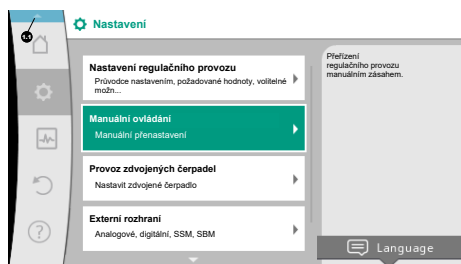 1.1
Nastavení
Nastavení regulačního provozu
Průvodce nastavením, požadované hodnoty, volitelné
možn...
Manuální ovládání
Manuální přenastavení
Provoz zdvojených čerpadel
Nastavit zdvojené čerpadlo
Externí rozhraní
Analogové, digitální, SSM, SBM
Přeřízení
regulačního provozu
manuálním zásahem.
Language